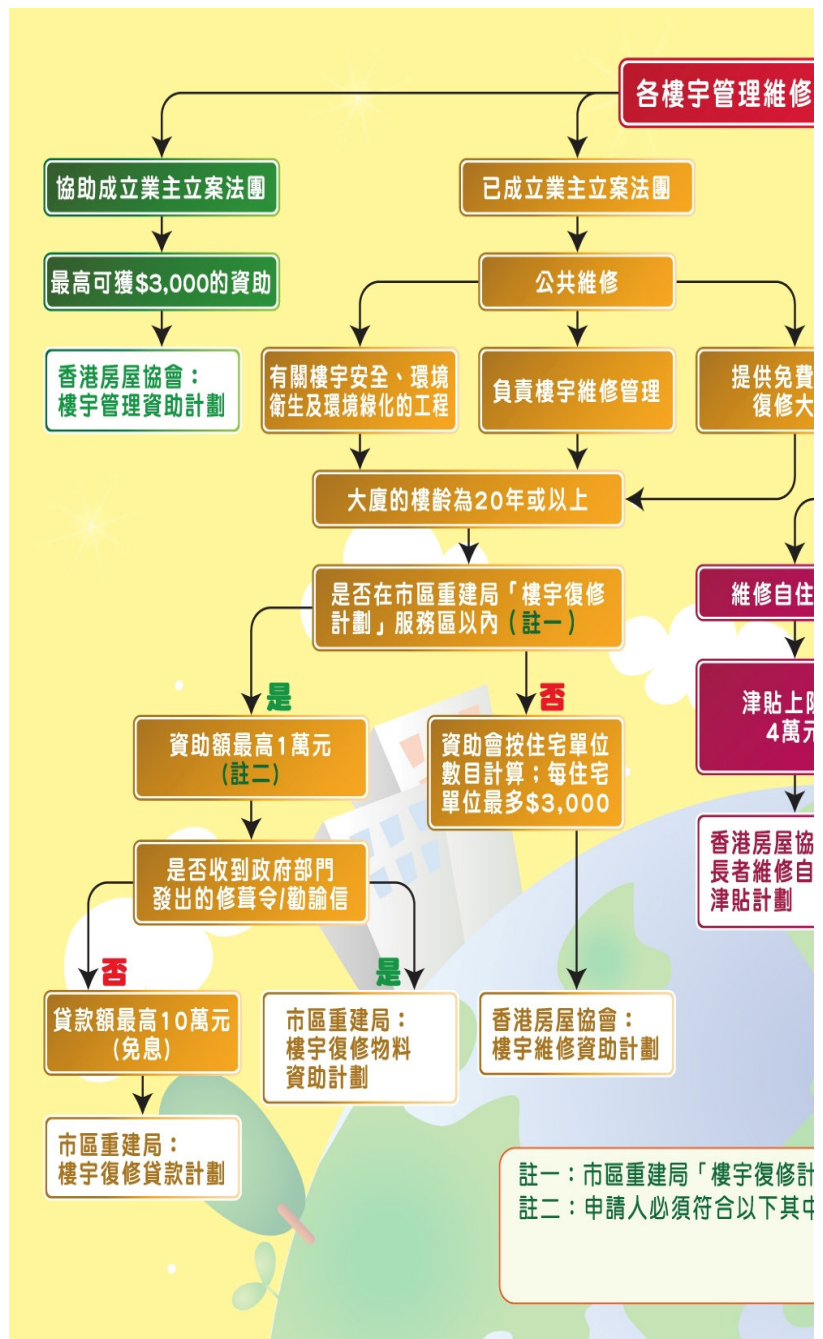 各樓宇管理維修
協助成立業主立案法團
已成立業主立案法團
最高可獲$3,000的資助
公共維修
香港房屋協會：
樓宇管理資助計劃
有關樓宇安全、環境
衛生及環境綠化的工程
負責樓宇維修管理
提供免費
復修大
大廈的樓齡為20年或以上
是否在市區重建局「樓宇復修
計劃」服務區以內（註一）
維修自住
是
否
資助額最高1萬元
(註二)
資助會按住宅單位
數目計算；每住宅
單位最多$3,000
津貼上限
4萬元
是否收到政府部門
發出的修葺令/勸諭信
香港房屋協
長者維修自
津貼計劃
否
是
貸款額最高10萬元
(免息)
市區重建局：
樓宇復修物料
資助計劃
香港房屋協會：
樓宇維修資助計劃
市區重建局：
樓宇復修貸款計劃
註一：市區重建局「樓宇復修計
註二：申請人必須符合以下其中